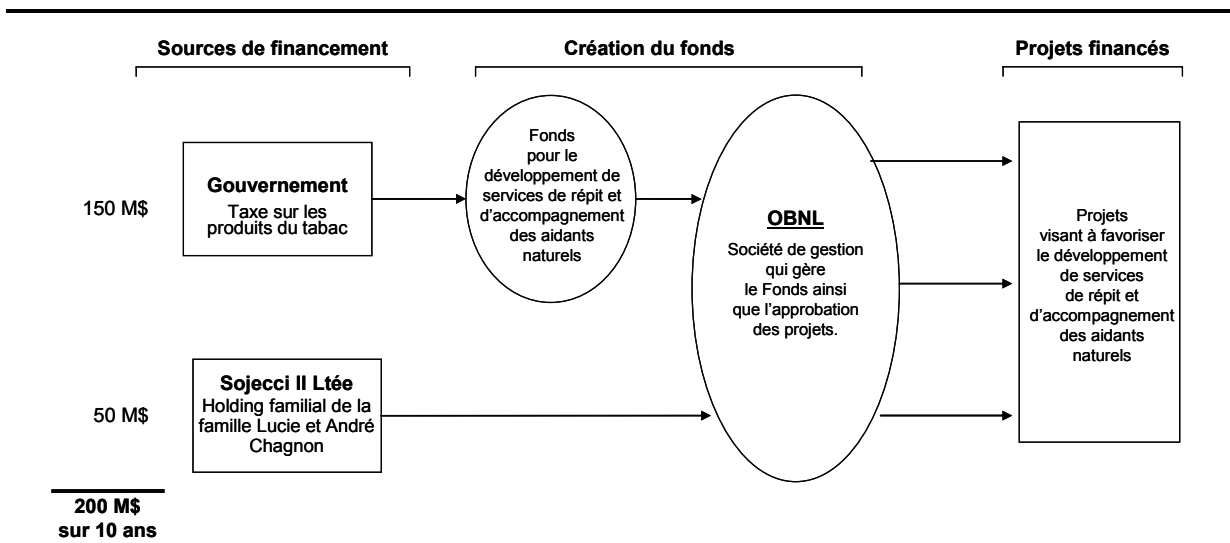 Sources de financement
Création du fonds
Projets financés
150 M$
Gouvernement
Taxe sur les
produits du tabac
Fonds
pour le
développement de
services de répit et
d'accompagnement
des aidants
naturels
OBNL
Société de gestion
qui gère
le Fonds ainsi
que l'approbation
des projets.
Projets
visant à favoriser
le développement
de services
de répit et
d'accompagnement
des aidants
naturels
50 M$
Sojecci II Ltée
Holding familial de la
famille Lucie et André
Chagnon
200 M$
sur 10 ans